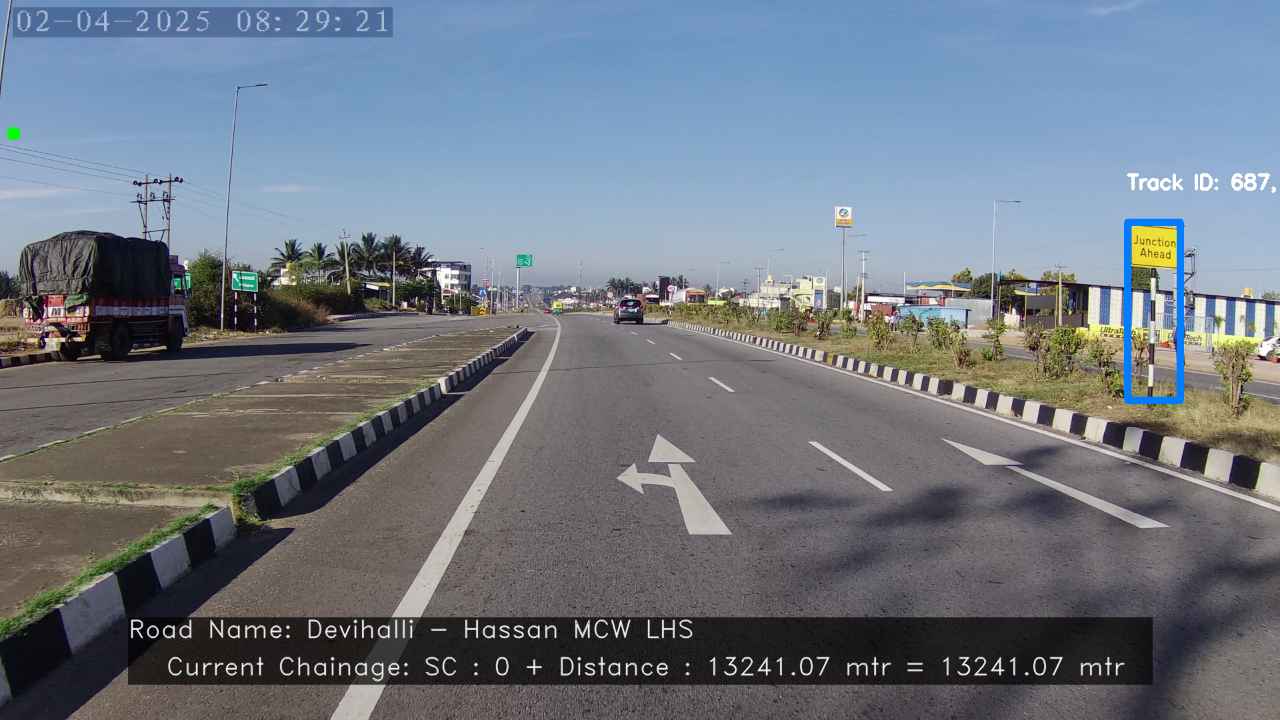 02-04-2025 08:29:21
Track ID: 687,
Junction
Ahead
Road Name: Devihalli - Hassan MCW LHS
Current Chainage: SC : 0 + Distance : 13241.07 mtr = 13241.07 mtr